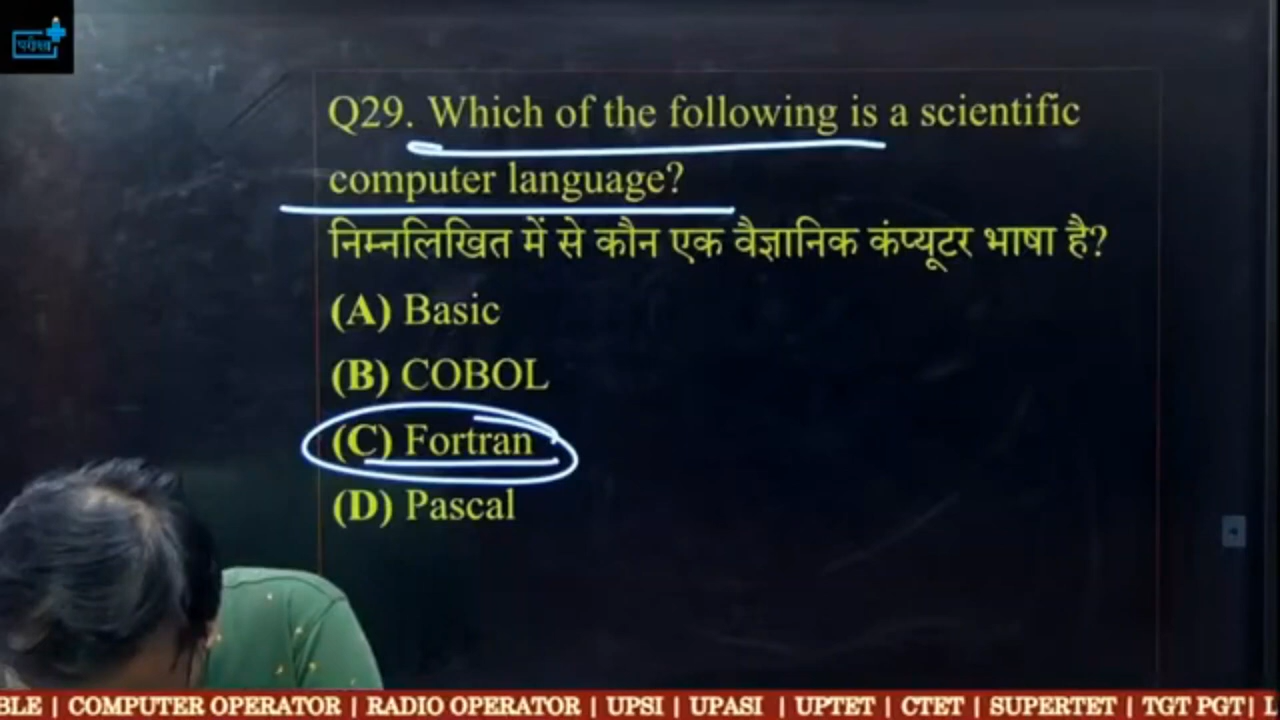 परीक्षा
Q29. Which of the following is a scientific
computer language?
निम्नलिखित में से कौन एक वैज्ञानिक कंप्यूटर भाषा है?
(A) Basic
(B) COBOL
(C) Fortran
(D) Pascal
BLE | COMPUTER OPERATOR | RADIO OPERATOR | UPSI | UPASI | UPTET | CTET | SUPERTET | TGT PGT | L